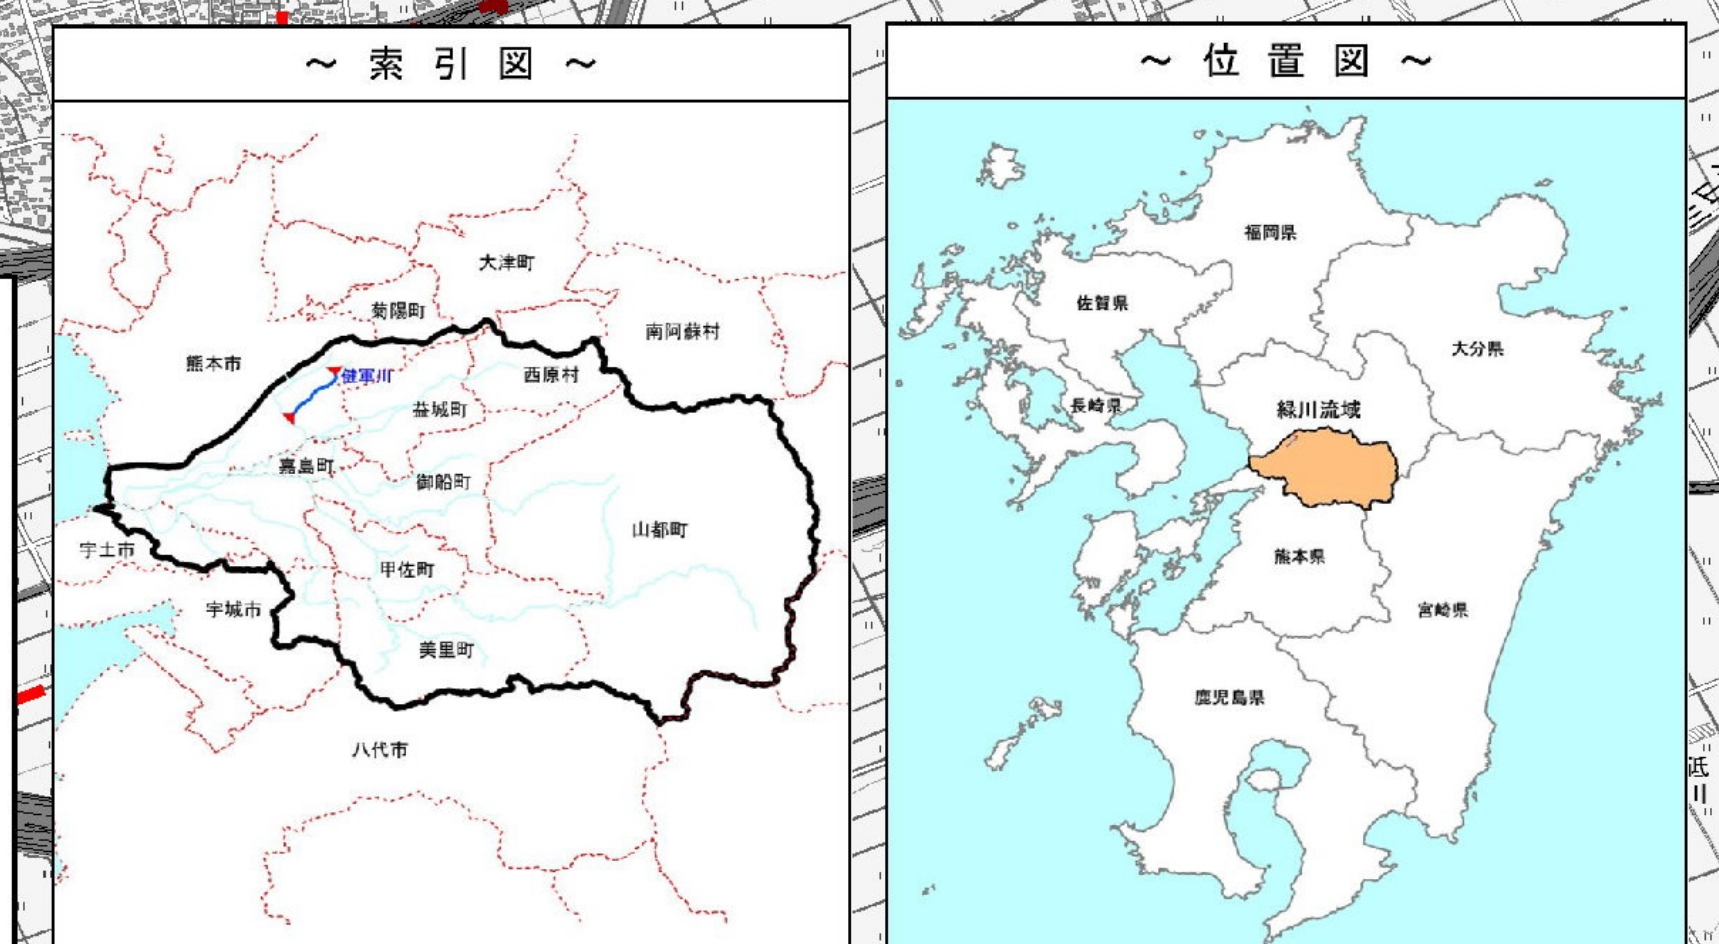 ～ 索 引 図 ～
大津町
菊陽町
南阿蘇村
熊本市
健軍川
西原村
益城町
嘉島町
御船町
山都町
宇土市
甲佐町
宇城市
美里町
八代市
～ 位 置 図 ～
福岡県
佐賀県
大分県
長崎県
緑川流域
熊本県
宮崎県
鹿児島県
砥
川